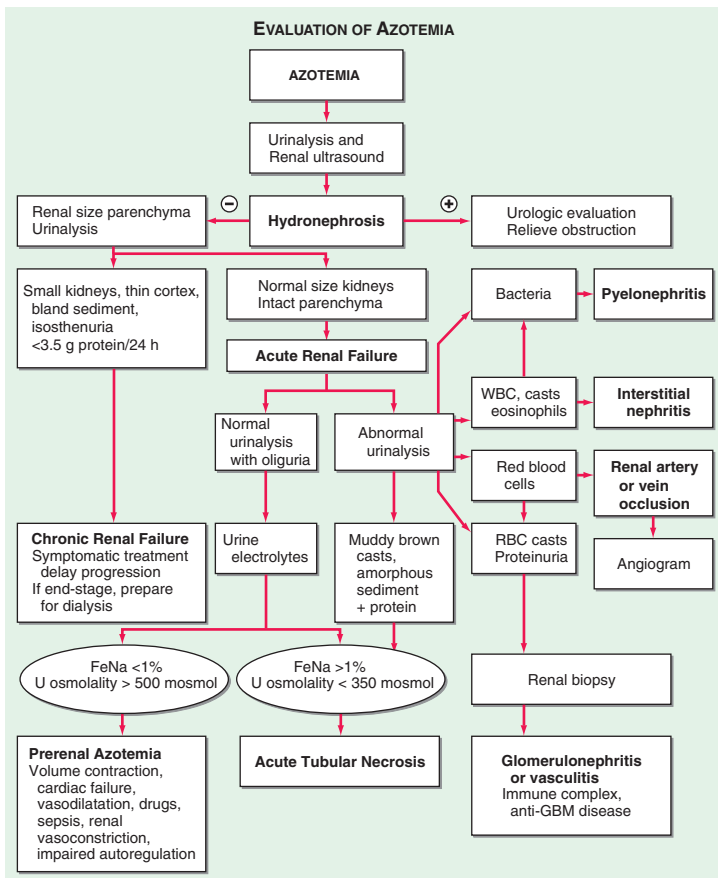 EVALUATION OF AZOTEMIA
AZOTEMIA
Urinalysis and
Renal ultrasound
−
+
Renal size parenchyma
Urinalysis
Hydronephrosis
Urologic evaluation
Relieve obstruction
Small kidneys, thin cortex,
bland sediment,
isosthenuria
<3.5 g protein/24 h
Normal size kidneys
Intact parenchyma
Bacteria
Pyelonephritis
Acute Renal Failure
WBC, casts
eosinophils
Interstitial
nephritis
Normal
urinalysis
with oliguria
Abnormal
urinalysis
Red blood
cells
Renal artery
or vein
occlusion
Chronic Renal Failure
Symptomatic treatment
delay progression
If end-stage, prepare
for dialysis
Urine
electrolytes
Muddy brown
casts,
amorphous
sediment
+ protein
RBC casts
Proteinuria
Angiogram
FeNa <1%
U osmolality > 500 mosmol
FeNa >1%
U osmolality < 350 mosmol
Renal biopsy
Prerenal Azotemia
Volume contraction,
cardiac failure,
vasodilatation, drugs,
sepsis, renal
vasoconstriction,
impaired autoregulation
Acute Tubular Necrosis
Glomerulonephritis
or vasculitis
Immune complex,
anti-GBM disease